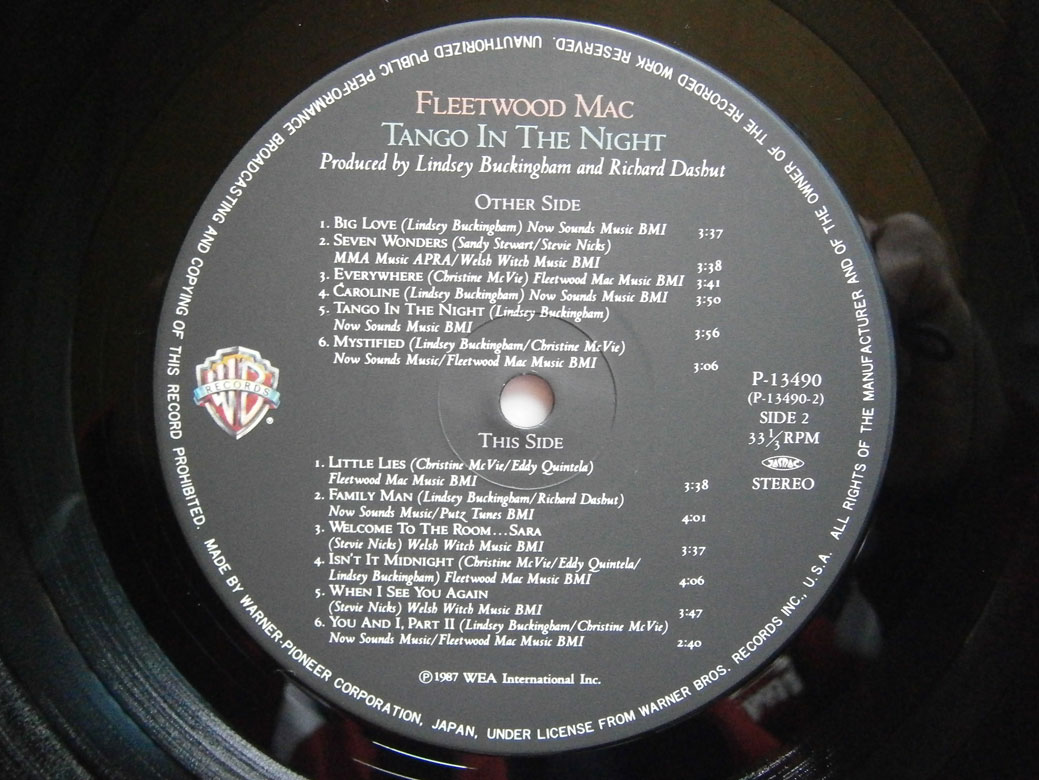 FLEETWOOD MAC
TANGO IN THE NIGHT
Produced by Lindsey Buckingham and Richard Dashut
OTHER SIDE
1. BIG LOVE (Lindsey Buckingham) Now Sounds Music BMI 3:37
2. SEVEN WONDERS (Sandy Stewart/Stevie Nicks)
MMA Music APRA/Welsh Witch Music BMI 3:38
3. EVERYWHERE (Christine McVie) Fleetwood Mac Music BMI 3:41
4. CAROLINE (Lindsey Buckingham) Now Sounds Music BMI 3:50
5. TANGO IN THE NIGHT (Lindsey Buckingham)
Now Sounds Music BMI 3:56
6. MYSTIFIED (Lindsey Buckingham/Christine McVie)
Now Sounds Music/Fleetwood Mac Music BMI 3:06
WB
RECORDS
®
P-13490
(P-13490-2)
SIDE 2
33 1/3 RPM
JASRAC
STEREO
THIS SIDE
1. LITTLE LIES (Christine McVie/Eddy Quintela)
Fleetwood Mac Music BMI 3:38
2. FAMILY MAN (Lindsey Buckingham/Richard Dashut)
Now Sounds Music/Putz Tunes BMI 4:01
3. WELCOME TO THE ROOM...SARA
(Stevie Nicks) Welsh Witch Music BMI 3:37
4. ISN'T IT MIDNIGHT (Christine McVie/Eddy Quintela/
Lindsey Buckingham) Fleetwood Mac Music BMI 4:06
5. WHEN I SEE YOU AGAIN
(Stevie Nicks) Welsh Witch Music BMI 3:47
6. YOU AND I, PART II (Lindsey Buckingham/Christine McVie)
Now Sounds Music/Fleetwood Mac Music BMI 2:40
℗1987 WEA International Inc.
MADE BY WARNER-PIONEER CORPORATION, JAPAN, UNDER LICENSE FROM WARNER BROS. RECORDS INC., U.S.A. ALL RIGHTS OF THE MANUFACTURER AND OF THE OWNER OF THE RECORDED WORK RESERVED. UNAUTHORIZED PUBLIC PERFORMANCE BROADCASTING AND COPYING OF THIS RECORD PROHIBITED.